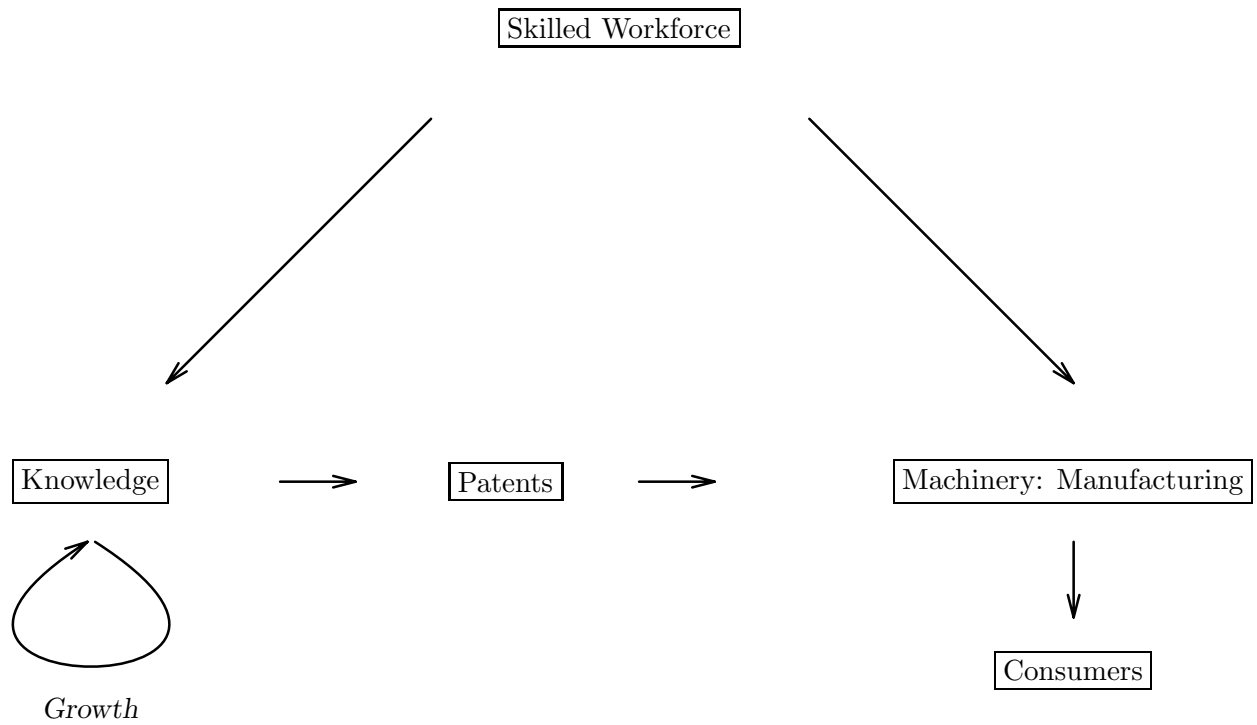 Skilled Workforce
Knowledge
Patents
Machinery: Manufacturing
Consumers
Growth